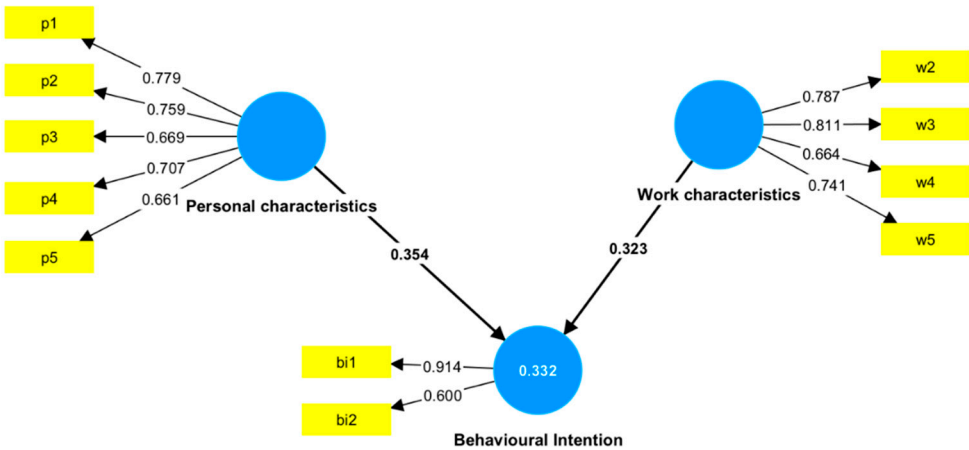 p1
p2
p3
p4
p5
0.779
0.759
0.669
0.707
0.661
Personal characteristics
w2
w3
w4
w5
0.787
0.811
0.664
0.741
Work characteristics
0.354
0.323
bi1
bi2
0.914
0.600
0.332
Behavioural Intention